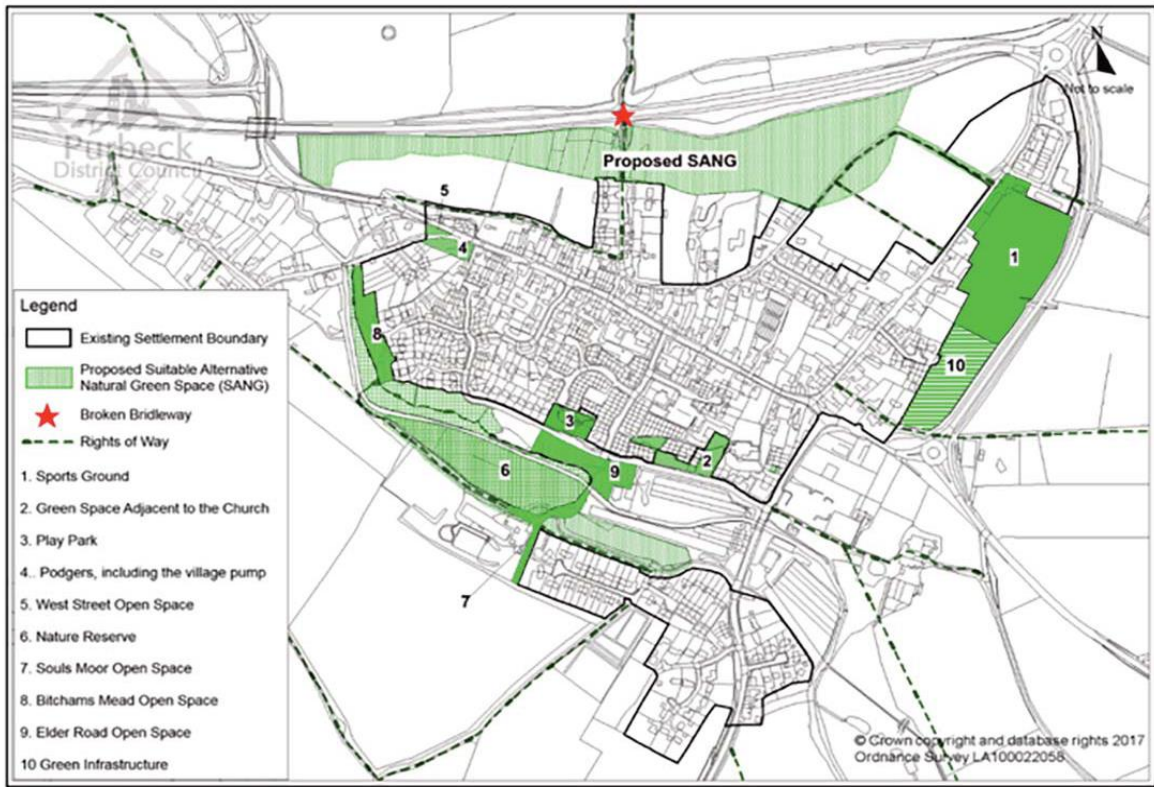 N
Not to scale
Purbeck
District Council
Proposed SANG
5
4
1
8
10
3
2
9
6
7
Legend
Existing Settlement Boundary
Proposed Suitable Alternative
Natural Green Space (SANG)
Broken Bridleway
Rights of Way
1. Sports Ground
2. Green Space Adjacent to the Church
3. Play Park
4.. Podgers, including the village pump
5. West Street Open Space
6. Nature Reserve
7. Souls Moor Open Space
8. Bitchams Mead Open Space
9. Elder Road Open Space
10 Green Infrastructure
© Crown copyright and database rights 2017
Ordnance Survey LA100022058